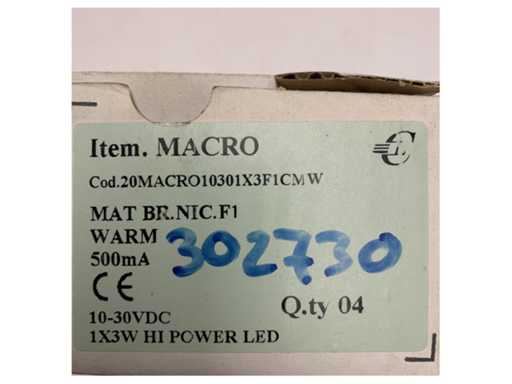 Item. MACRO
Cod.20MACRO10301X3F1CMW
MAT BR.NIC.F1
WARM 302730
500mA
CE Q.ty 04
10-30VDC
1X3W HI POWER LED